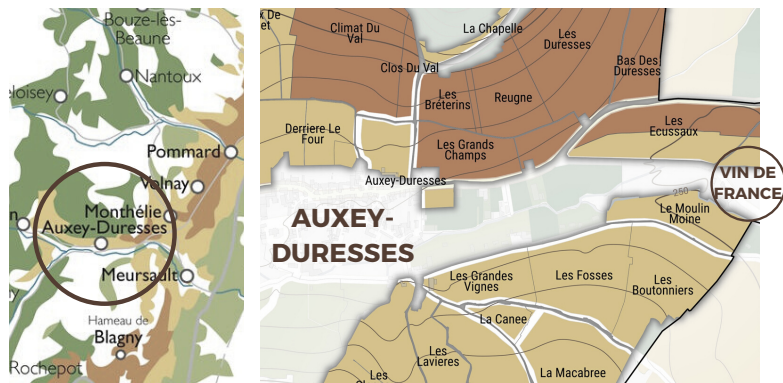 Bouze-lès-
Beaune
Nantoux
eloisey
Pommard
Volnay
Monthélie
Auxey-Duresses
Meursault
Hameau de
Blagny
Rochepot
Climat Du
Val
La Chapelle
Clos Du Val
Les
Duresses
Bas Des
Duresses
Les
Bréterins
Reugne
Les
Ecussaux
Derriere Le
Four
Les Grands
Champs
Auxey-Duresses
VIN DE
FRANCE
AUXEY-
DURESSES
250
Le Moulin
Moine
Les Grandes
Vignes
Les Fosses
Les
Boutonniers
La Canee
Les
Lavieres
La Macabree
Les